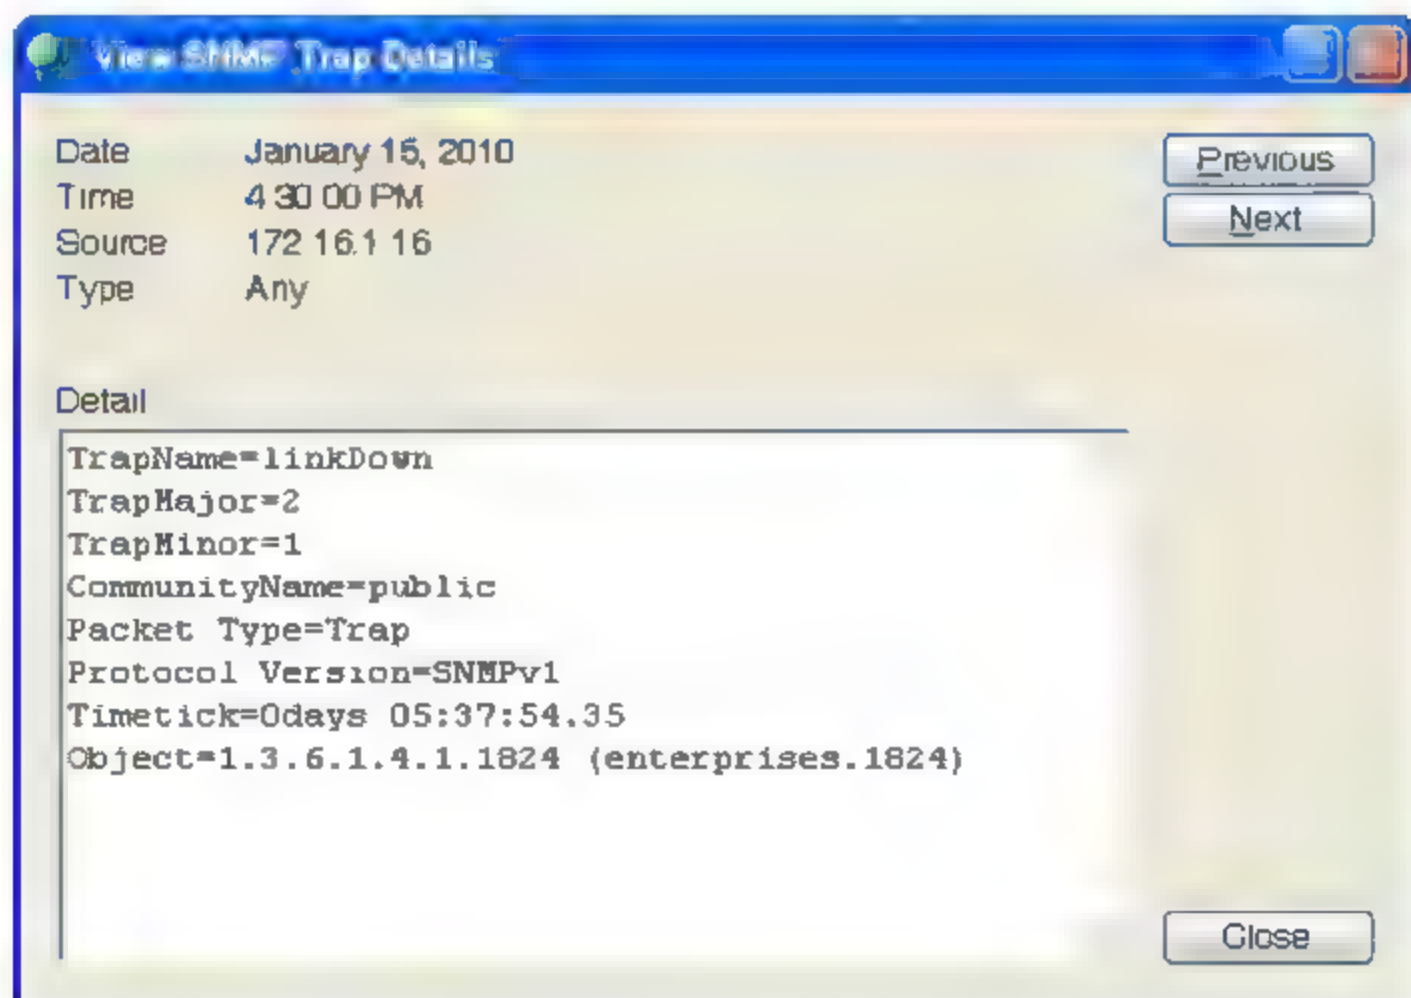 View SNMP Trap Details
Date January 15, 2010
Time 4 30 00 PM
Source 172 16.1 16
Type Any
Previous
Next
Detail
TrapName=linkDown
TrapMajor=2
TrapMinor=1
CommunityName=public
Packet Type=Trap
Protocol Version=SNMPv1
Timetick=0days 05:37:54.35
Object=1.3.6.1.4.1.1824 (enterprises.1824)
Close